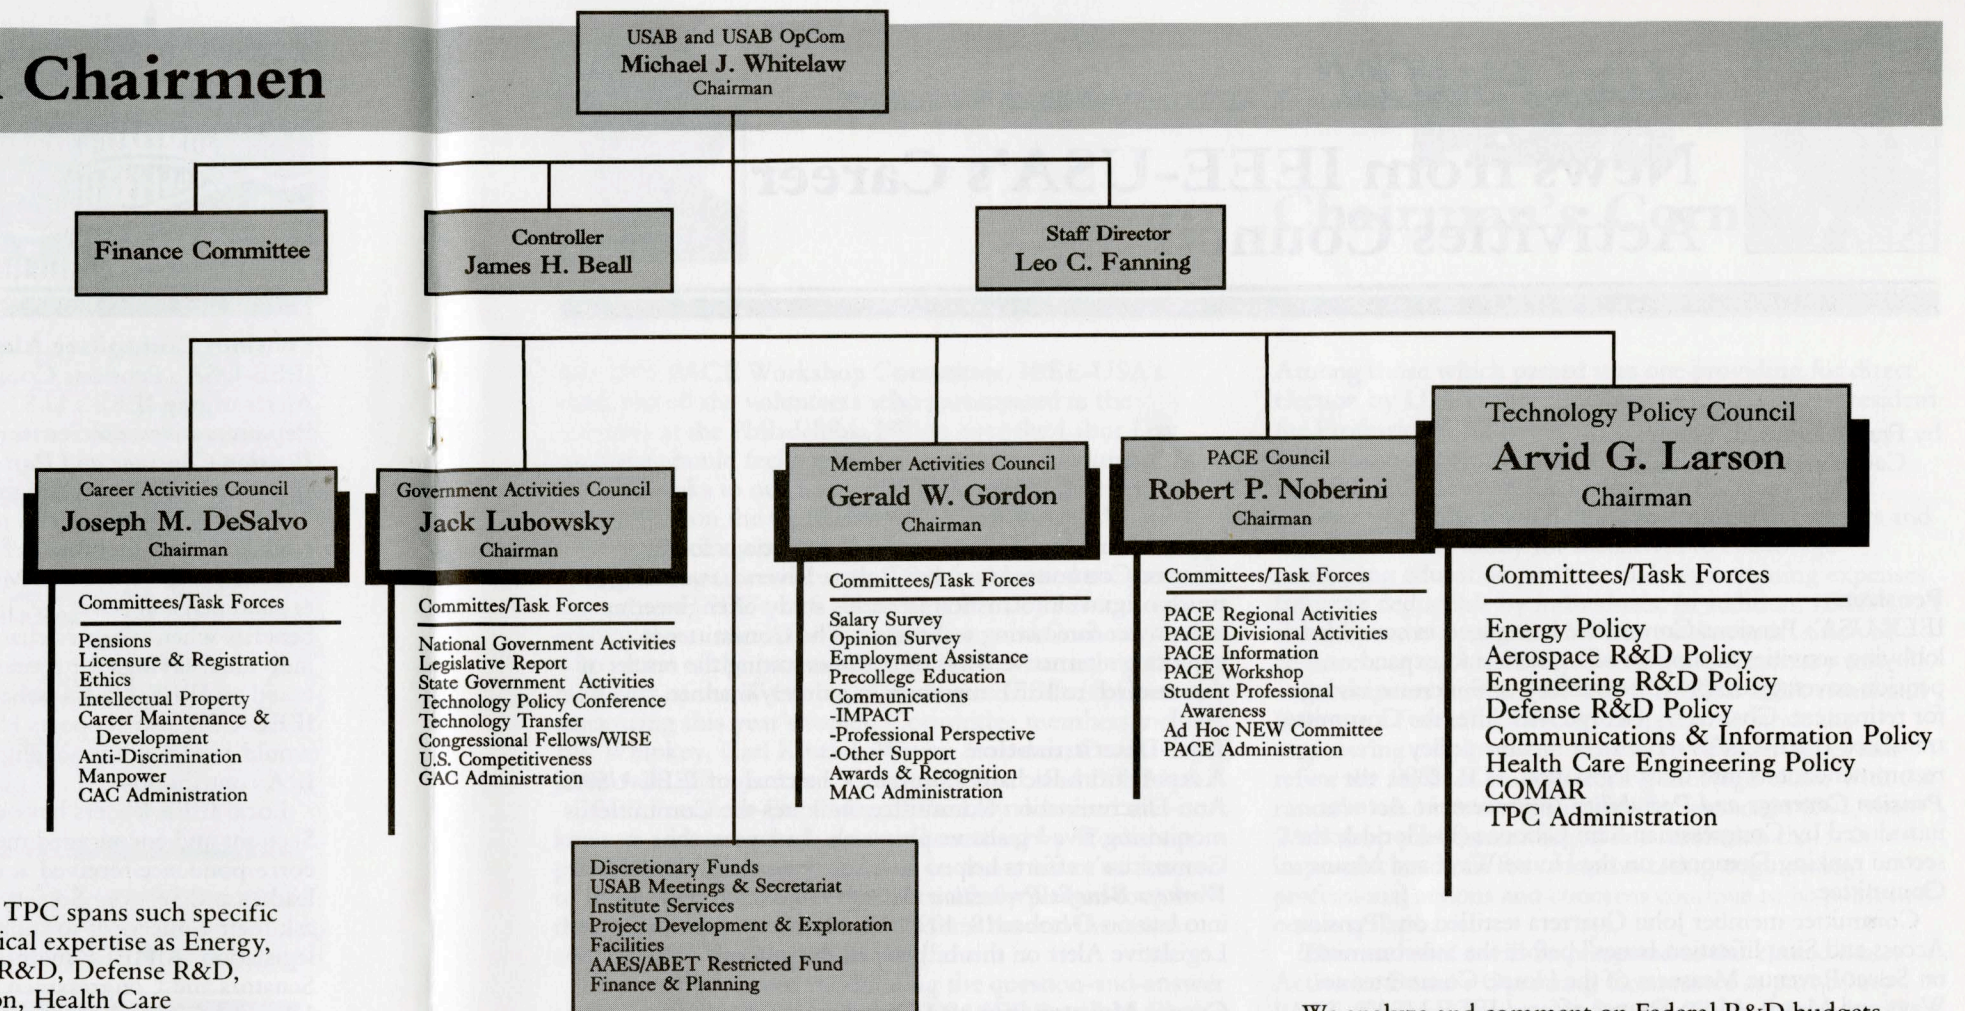 Chairmen
USAB and USAB OpCom
Michael J. Whitelaw
Chairman
Finance Committee
Controller
James H. Beall
Staff Director
Leo C. Fanning
Career Activities Council
Joseph M. DeSalvo
Chairman
Committees/Task Forces
Pensions
Licensure & Registration
Ethics
Intellectual Property
Career Maintenance &
Development
Anti-Discrimination
Manpower
CAC Administration
Government Activities Council
Jack Lubowsky
Chairman
Committes/Task Forces
National Government Activities
Legislative Report
State Government Activities
Technology Policy Conference
Technology Transfer
Congressional Fellows/WISE
U.S. Competitiveness
GAC Administration
Member Activities Council
Gerald W. Gordon
Chairman
Committees/Task Forces
Salary Survey
Opinion Survey
Employment Assistance
Precollege Education
Communications
-IMPACT
-Professional Perspective
-Other Support
Awards & Recognition
MAC Administration
PACE Council
Robert P. Noberini
Chairman
Committees/Task Forces
PACE Regional Activities
PACE Divisional Activities
PACE Information
PACE Workshop
Student Professional
Awareness
Ad Hoc NEW Committee
PACE Administration
Technology Policy Council
Arvid G. Larson
Chairman
Committees/Task Forces
Energy Policy
Aerospace R&D Policy
Engineering R&D Policy
Defense R&D Policy
Communications & Information Policy
Health Care Engineering Policy
COMAR
TPC Administration
Discretionary Funds
USAB Meetings & Secretariat
Institute Services
Project Development & Exploration
Facilities
AAES/ABET Restricted Fund
Finance & Planning
TPC spans such specific
ical expertise as Energy,
R&D, Defense R&D,
on, Health Care
We analyze and comment on Federal R&D budgets